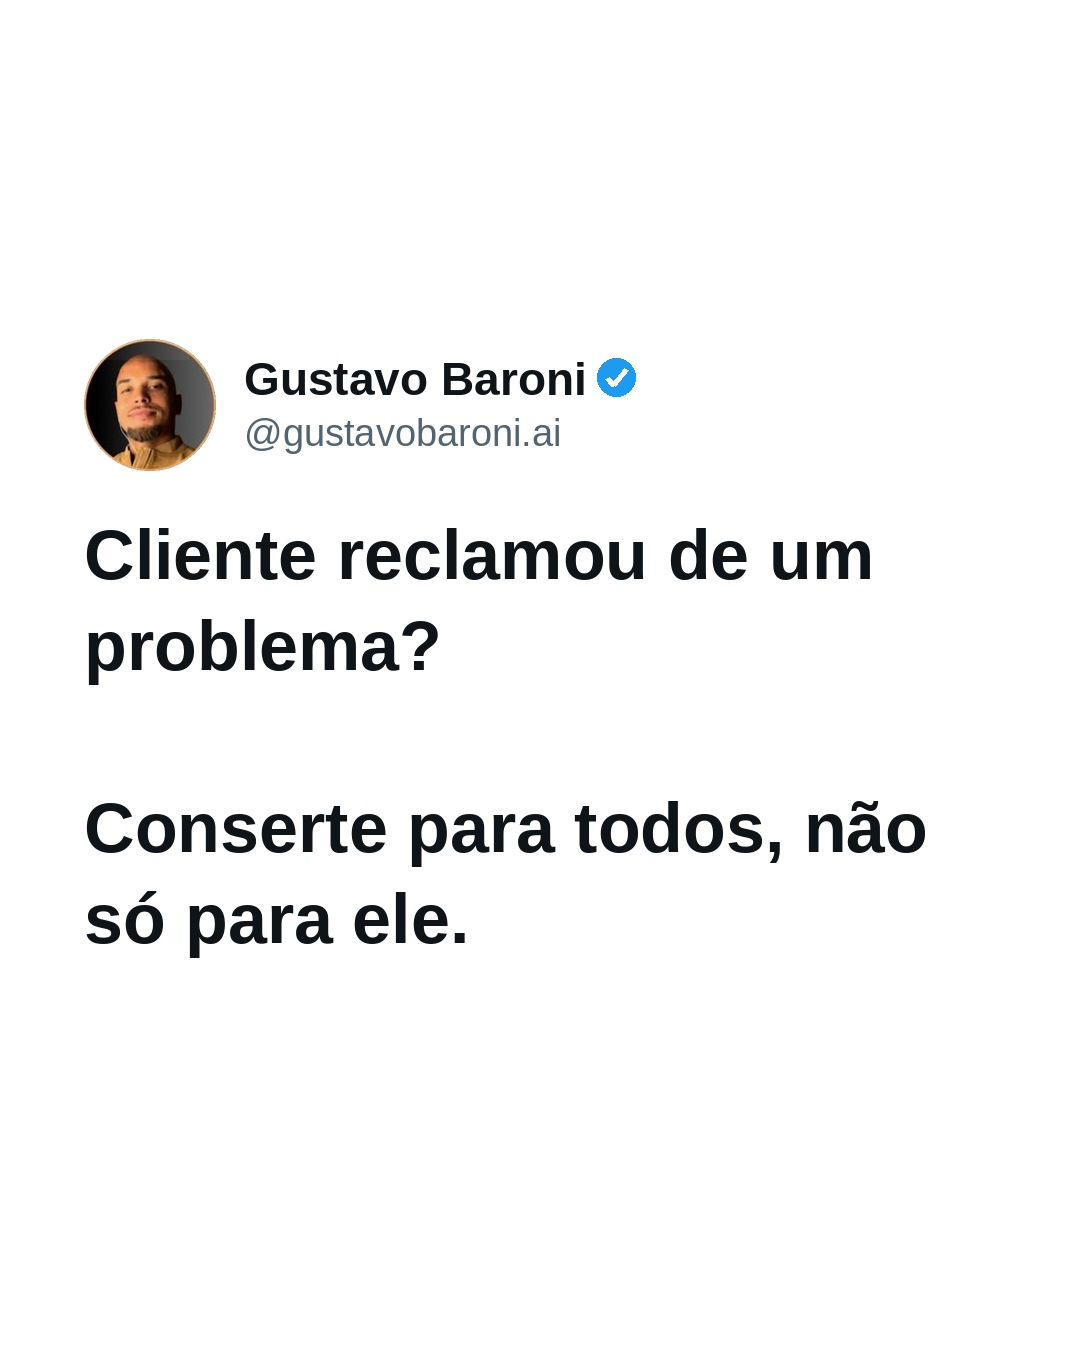 Gustavo Baroni
@gustavobaroni.ai
Cliente reclamou de um
problema?
Conserte para todos, não
só para ele.